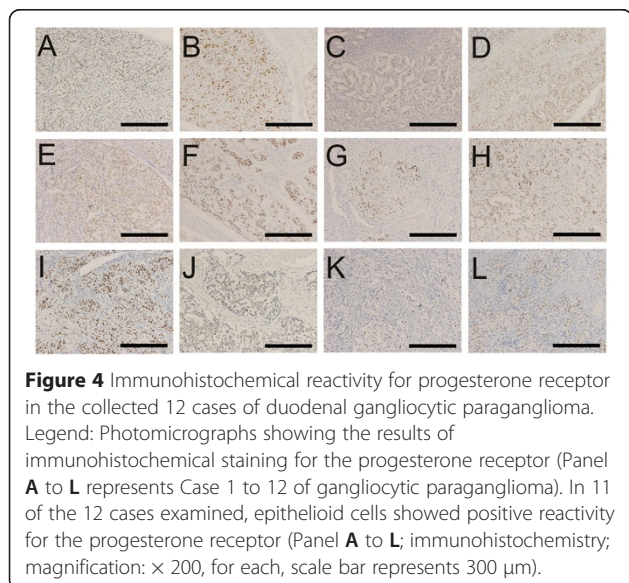 A B C D
E F G H
I J K L
Figure 4 Immunohistochemical reactivity for progesterone receptor
in the collected 12 cases of duodenal gangliocytic paraganglioma.
Legend: Photomicrographs showing the results of
immunohistochemical staining for the progesterone receptor (Panel
A to L represents Case 1 to 12 of gangliocytic paraganglioma). In 11
of the 12 cases examined, epithelioid cells showed positive reactivity
for the progesterone receptor (Panel A to L; immunohistochemistry;
magnification: × 200, for each, scale bar represents 300 μm).